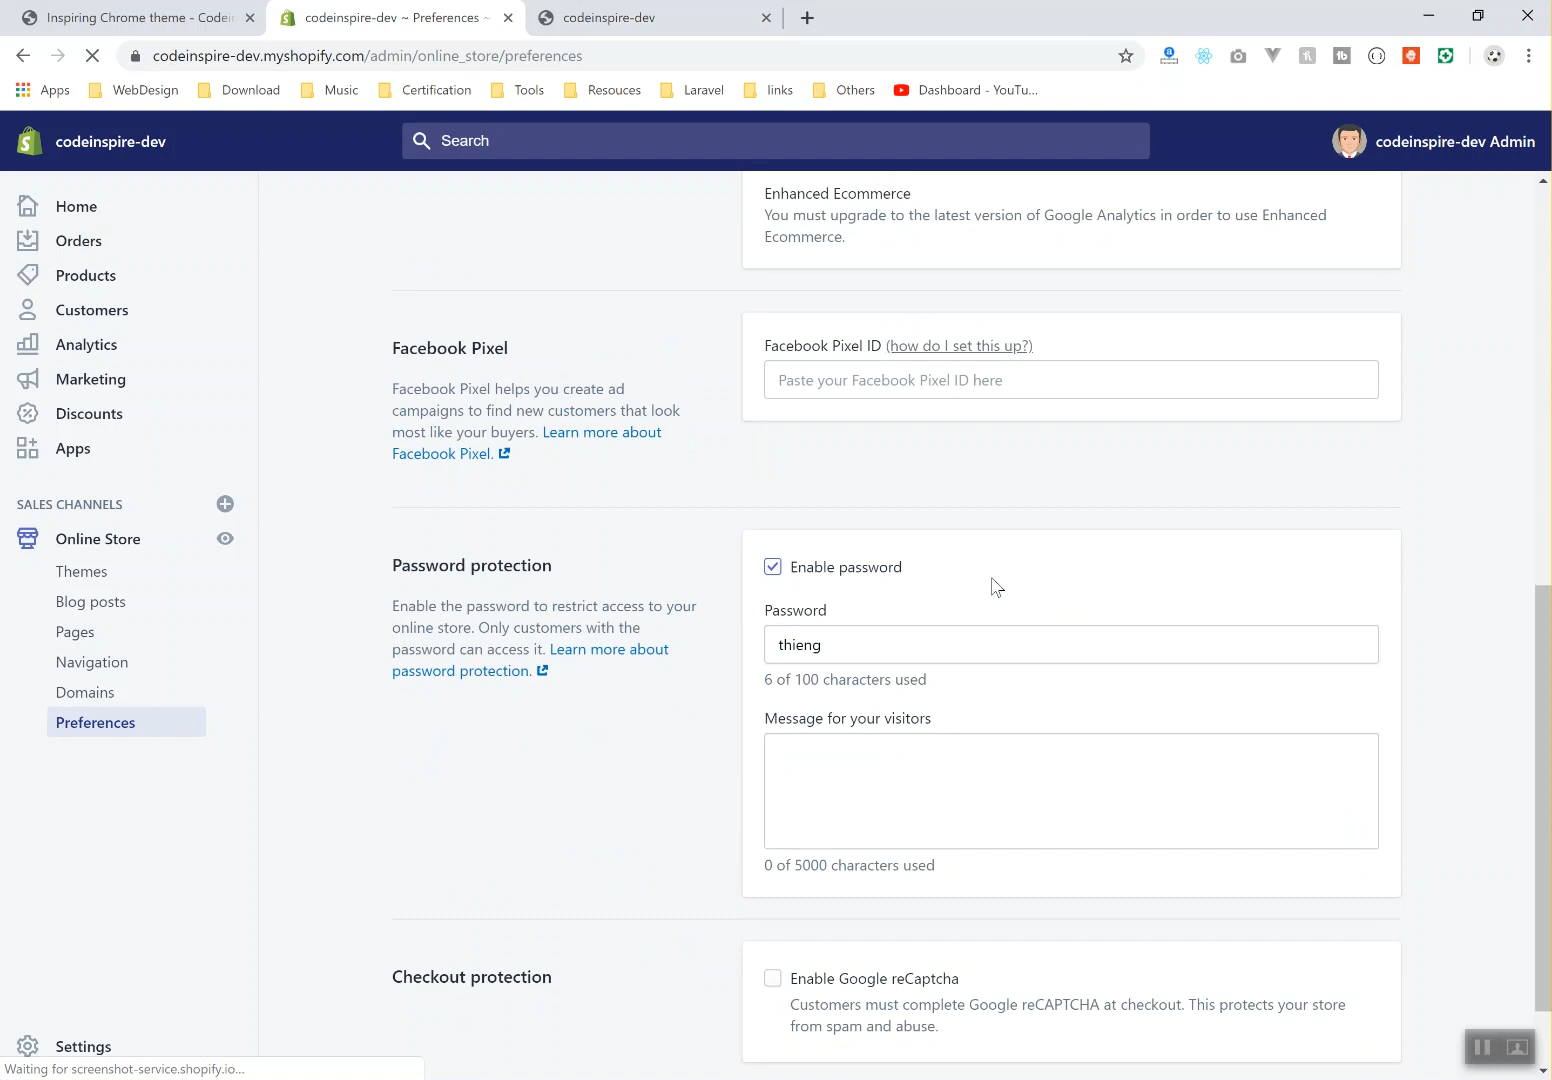 Inspiring Chrome theme - Codein
codeinspire-dev ~ Preferences ~
codeinspire-dev
codeinspire-dev.myshopify.com/admin/online_store/preferences
Apps
WebDesign
Download
Music
Certification
Tools
Resouces
Laravel
links
Others
Dashboard - YouTu...
codeinspire-dev
Search
codeinspire-dev Admin
Home
Orders
Products
Customers
Analytics
Marketing
Discounts
Apps
SALES CHANNELS
Online Store
Themes
Blog posts
Pages
Navigation
Domains
Preferences
Settings
Waiting for screenshot-service.shopify.io...
Enhanced Ecommerce
You must upgrade to the latest version of Google Analytics in order to use Enhanced
Ecommerce.
Facebook Pixel
Facebook Pixel helps you create ad
campaigns to find new customers that look
most like your buyers. Learn more about
Facebook Pixel.
Facebook Pixel ID (how do I set this up?)
Paste your Facebook Pixel ID here
Password protection
Enable the password to restrict access to your
online store. Only customers with the
password can access it. Learn more about
password protection.
Enable password
Password
thieng
6 of 100 characters used
Message for your visitors
0 of 5000 characters used
Checkout protection
Enable Google reCaptcha
Customers must complete Google reCAPTCHA at checkout. This protects your store
from spam and abuse.